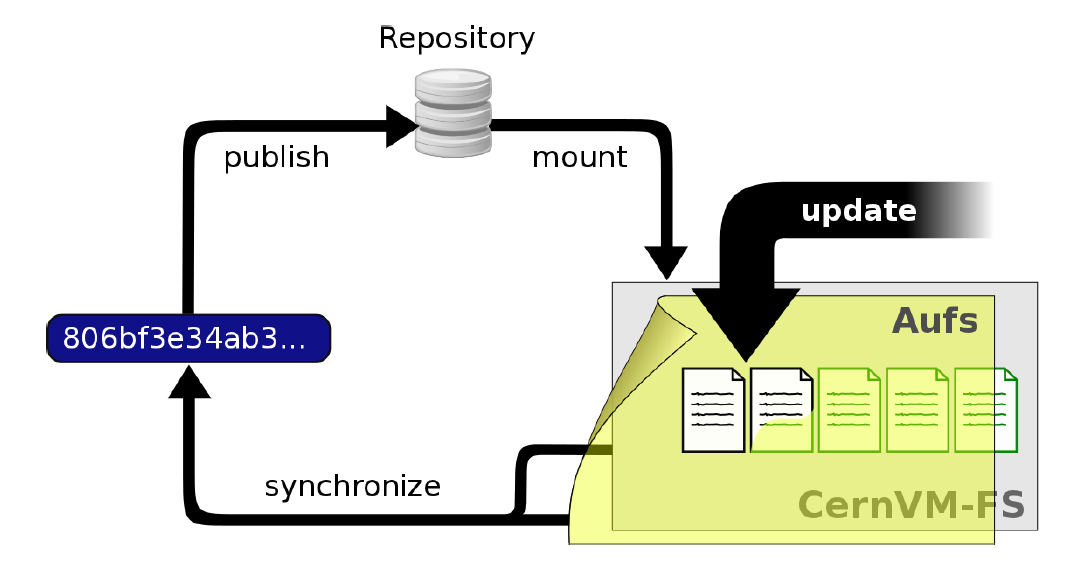 Repository
publish
mount
update
806bf3e34ab3...
Aufs
synchronize
CernVM-FS